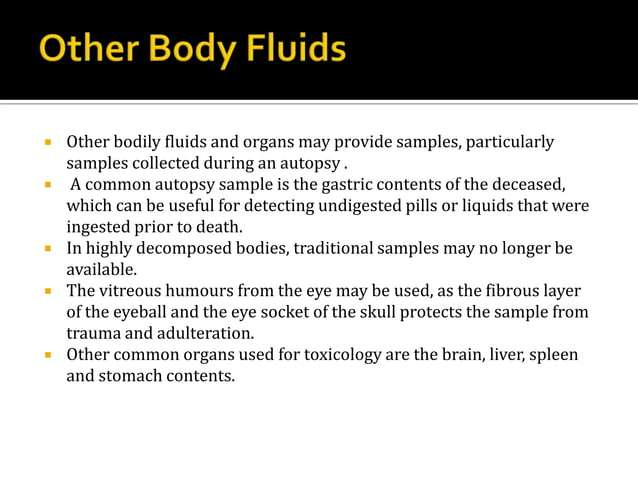 Other Body Fluids
Other bodily fluids and organs may provide samples, particularly
samples collected during an autopsy .
A common autopsy sample is the gastric contents of the deceased,
which can be useful for detecting undigested pills or liquids that were
ingested prior to death.
In highly decomposed bodies, traditional samples may no longer be
available.
The vitreous humours from the eye may be used, as the fibrous layer
of the eyeball and the eye socket of the skull protects the sample from
trauma and adulteration.
Other common organs used for toxicology are the brain, liver, spleen
and stomach contents.